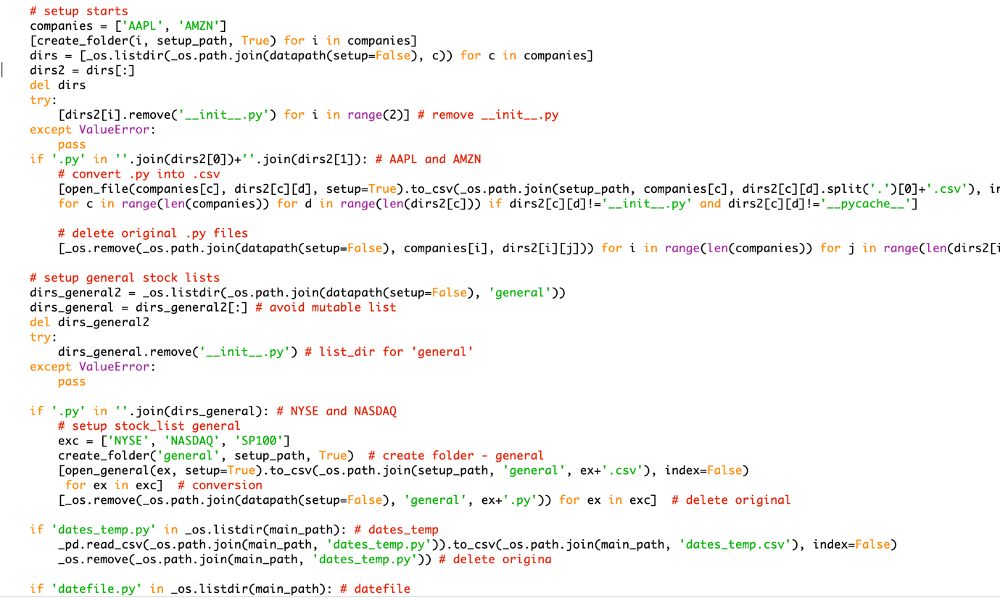 # setup starts
companies = ['AAPL', 'AMZN']
[create_folder(i, setup_path, True) for i in companies]
dirs = [_os.listdir(_os.path.join(datapath(setup=False), c)) for c in companies]
dirs2 = dirs[:]
del dirs
try:
    [dirs2[i].remove('__init__.py') for i in range(2)] # remove __init__.py
except ValueError:
    pass
if '.py' in ''.join(dirs2[0])+''.join(dirs2[1]): # AAPL and AMZN
    # convert .py into .csv
    [open_file(companies[c], dirs2[c][d], setup=True).to_csv(_os.path.join(setup_path, companies[c], dirs2[c][d].split('.')[0]+'.csv'), in
    for c in range(len(companies)) for d in range(len(dirs2[c])) if dirs2[c][d]!='__init__.py' and dirs2[c][d]!='__pycache__']
    # delete original .py files
    [_os.remove(_os.path.join(datapath(setup=False), companies[i], dirs2[i][j])) for i in range(len(companies)) for j in range(len(dirs2[i
# setup general stock lists
dirs_general2 = _os.listdir(_os.path.join(datapath(setup=False), 'general'))
dirs_general = dirs_general2[:] # avoid mutable list
del dirs_general2
try:
    dirs_general.remove('__init__.py') # list_dir for 'general'
except ValueError:
    pass
if '.py' in ''.join(dirs_general): # NYSE and NASDAQ
    # setup stock_list general
    exc = ['NYSE', 'NASDAQ', 'SP100']
    create_folder('general', setup_path, True)  # create folder - general
    [open_general(ex, setup=True).to_csv(_os.path.join(setup_path, 'general', ex+'.csv'), index=False)
     for ex in exc]  # conversion
    [_os.remove(_os.path.join(datapath(setup=False), 'general', ex+'.py')) for ex in exc]  # delete original
if 'dates_temp.py' in _os.listdir(main_path): # dates_temp
    _pd.read_csv(_os.path.join(main_path, 'dates_temp.py')).to_csv(_os.path.join(main_path, 'dates_temp.csv'), index=False)
    _os.remove(_os.path.join(main_path, 'dates_temp.py')) # delete origina
if 'datefile.py' in _os.listdir(main_path): # datefile